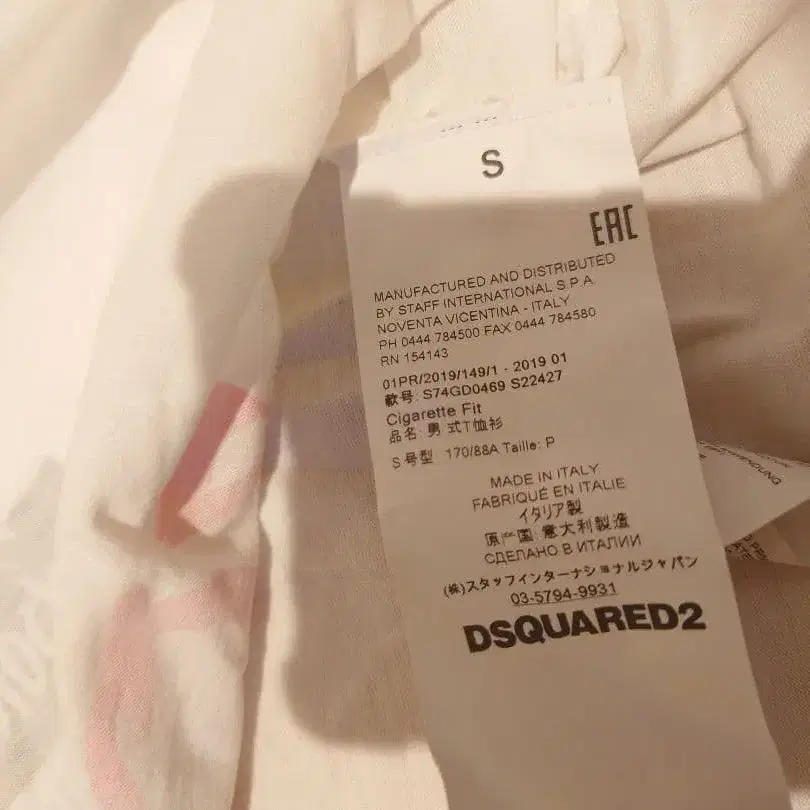 S
EAC
MANUFACTURED AND DISTRIBUTED
BY STAFF INTERNATIONAL S.P.A.
NOVENTA VICENTINA - ITALY
PH 0444 784500 FAX 0444 784580
RN 154143
01PR/2019/149/1 - 2019 01
款号: S74GD0469 S22427
Cigarette Fit
品名: 男式T恤衫
S 号型 170/88A Taille: P
MADE IN ITALY
FABRIQUÉ EN ITALIE
イタリア製
原产国: 意大利製造
СДЕЛАНО В ИТАЛИИ
(株)スタッフインターナショナルジャパン
03-5794-9931
DSQUARED2